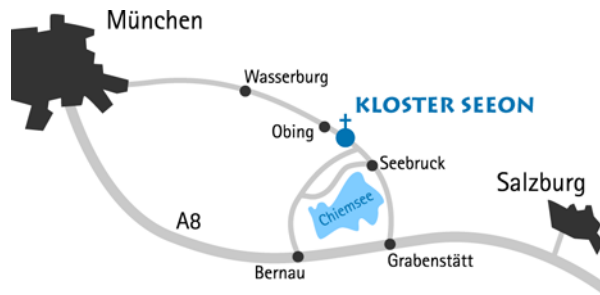 München
Wasserburg
KLOSTER SEEON
Obing
Seebruck
Salzburg
Chiemsee
A8
Grabenstätt
Bernau